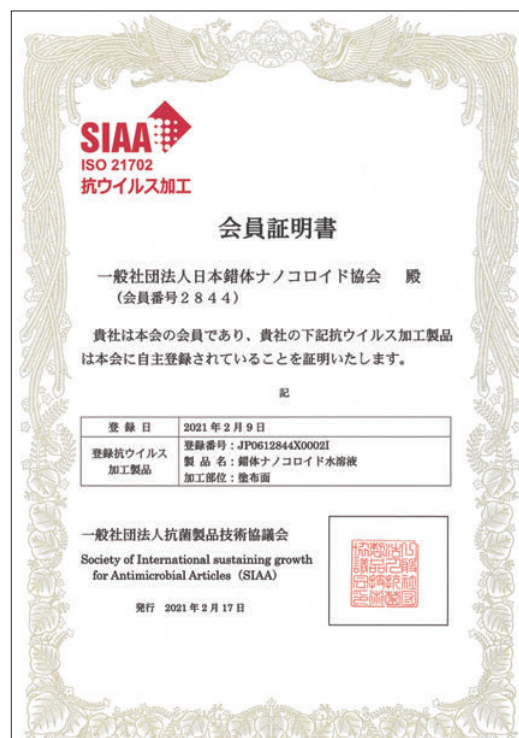 SIAA
ISO 21702
抗ウイルス加工
会員証明書
一般社団法人日本錯体ナノコロイド協会 殿
(会員番号2844)
貴社は本会の会員であり、貴社の下記抗ウイルス加工製品
は本会に自主登録されていることを証明いたします。
記
登 録 日 2021年2月9日
登録抗ウイルス
加工製品
登録番号：JP0612844X0002I
製 品 名：錯体ナノコロイド水溶液
加工部位：塗布面
一般社団法人抗菌製品技術協議会
Society of International sustaining growth
for Antimicrobial Articles (SIAA)
発行 2021年2月17日